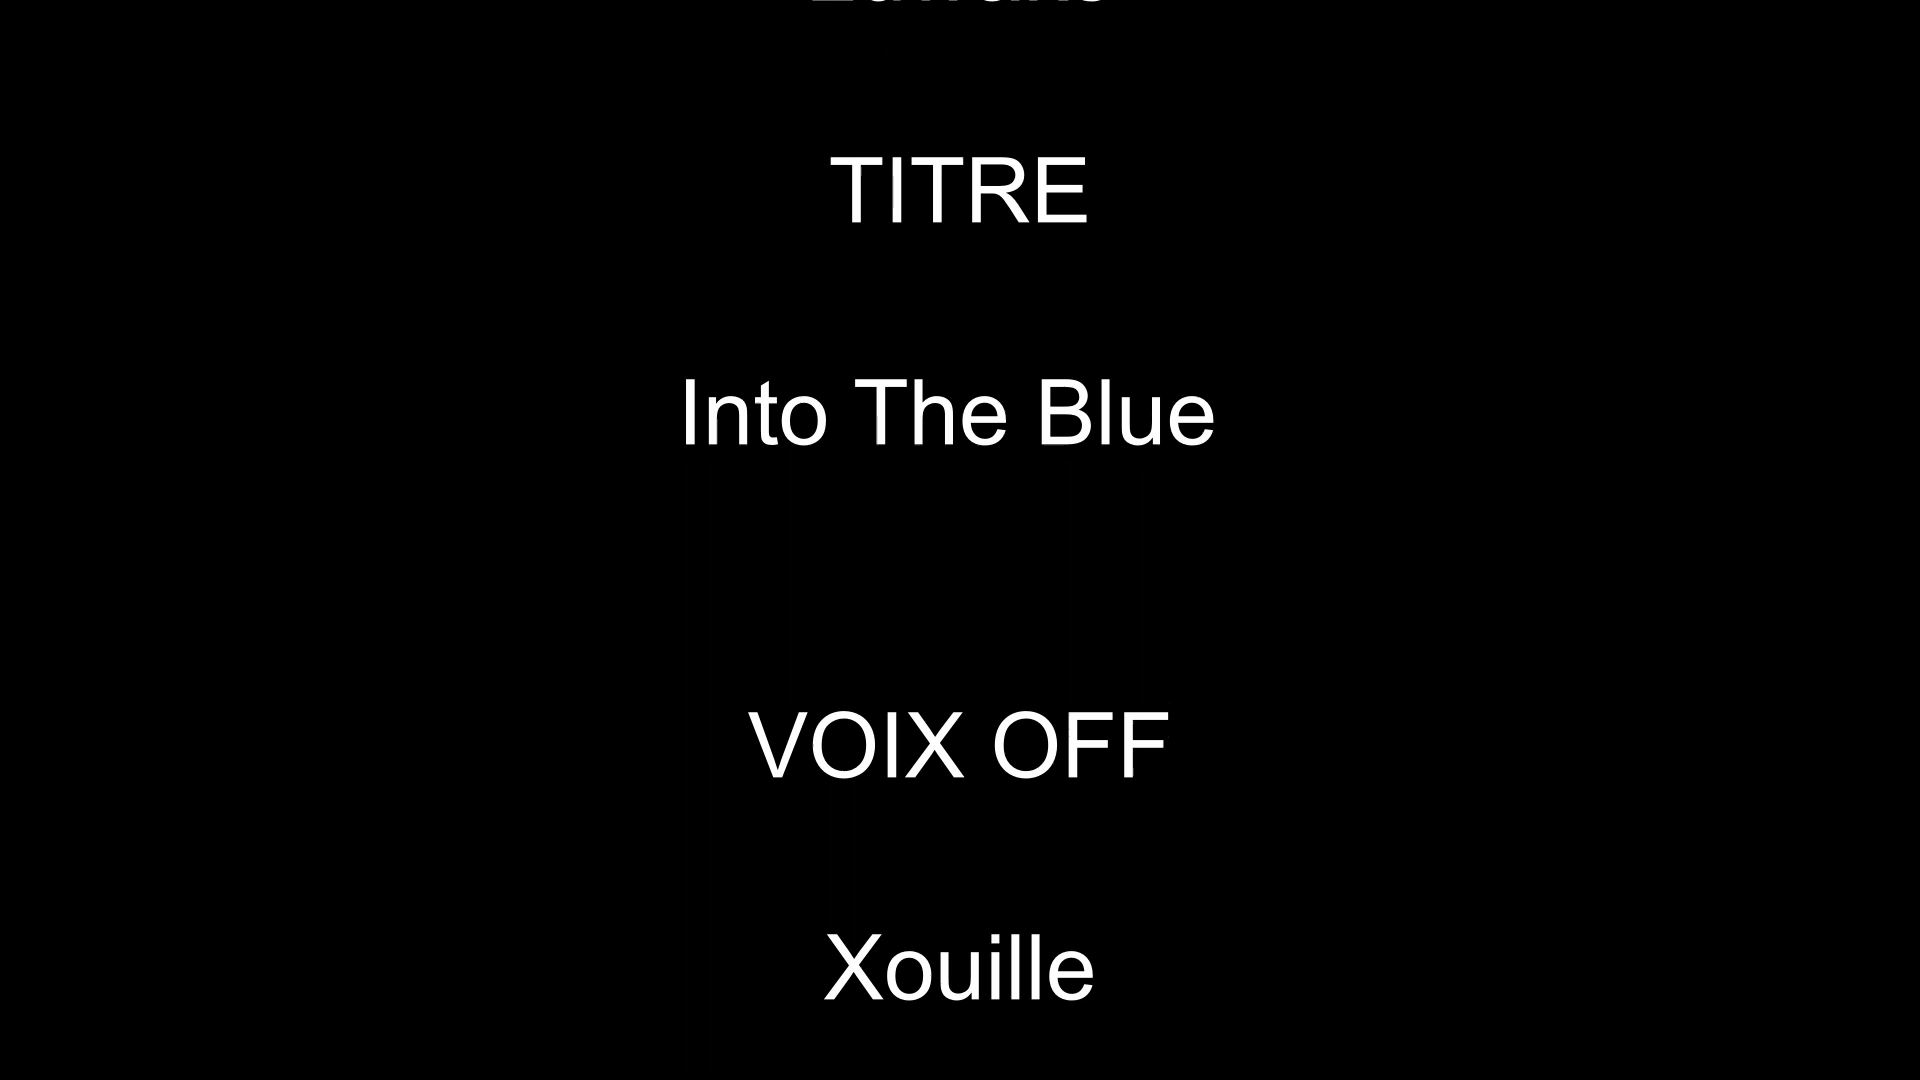 TITRE
Into The Blue
VOIX OFF
Xouille